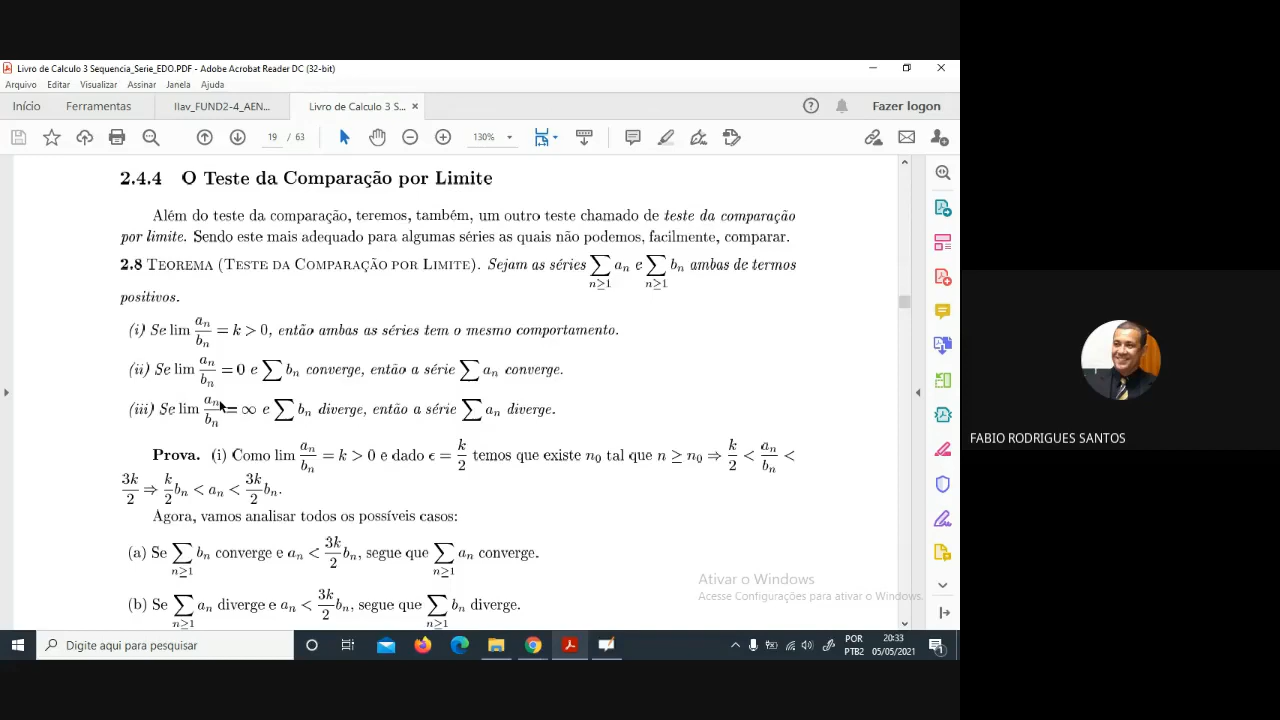 Livro de Calculo 3 Sequencia_Serie_EDO.PDF - Adobe Acrobat Reader DC (32-bit)
Arquivo Editar Visualizar Assinar Janela Ajuda
Início Ferramentas IIav_FUND2-4_AEN... Livro de Calculo 3 S... × Fazer logon
19 / 63 130%
2.4.4 O Teste da Comparação por Limite
Além do teste da comparação, teremos, também, um outro teste chamado de teste da comparação
por limite. Sendo este mais adequado para algumas séries as quais não podemos, facilmente, comparar.
2.8 Teorema (Teste da Comparação por Limite). Sejam as séries ∑_{n≥1} a_n e ∑_{n≥1} b_n ambas de termos
positivos.
(i) Se lim a_n/b_n = k > 0, então ambas as séries tem o mesmo comportamento.
(ii) Se lim a_n/b_n = 0 e ∑ b_n converge, então a série ∑ a_n converge.
(iii) Se lim a_n/b_n = ∞ e ∑ b_n diverge, então a série ∑ a_n diverge.
Prova. (i) Como lim a_n/b_n = k > 0 e dado ϵ = k/2 temos que existe n_0 tal que n ≥ n_0 ⇒ k/2 < a_n/b_n <
3k/2 ⇒ k/2 b_n < a_n < 3k/2 b_n.
Agora, vamos analisar todos os possíveis casos:
(a) Se ∑_{n≥1} b_n converge e a_n < 3k/2 b_n, segue que ∑_{n≥1} a_n converge.
(b) Se ∑_{n≥1} a_n diverge e a_n < 3k/2 b_n, segue que ∑_{n≥1} b_n diverge.
Ativar o Windows
Acesse Configurações para ativar o Windows.
FABIO RODRIGUES SANTOS
Digite aqui para pesquisar
POR
PTB2
20:33
05/05/2021
1